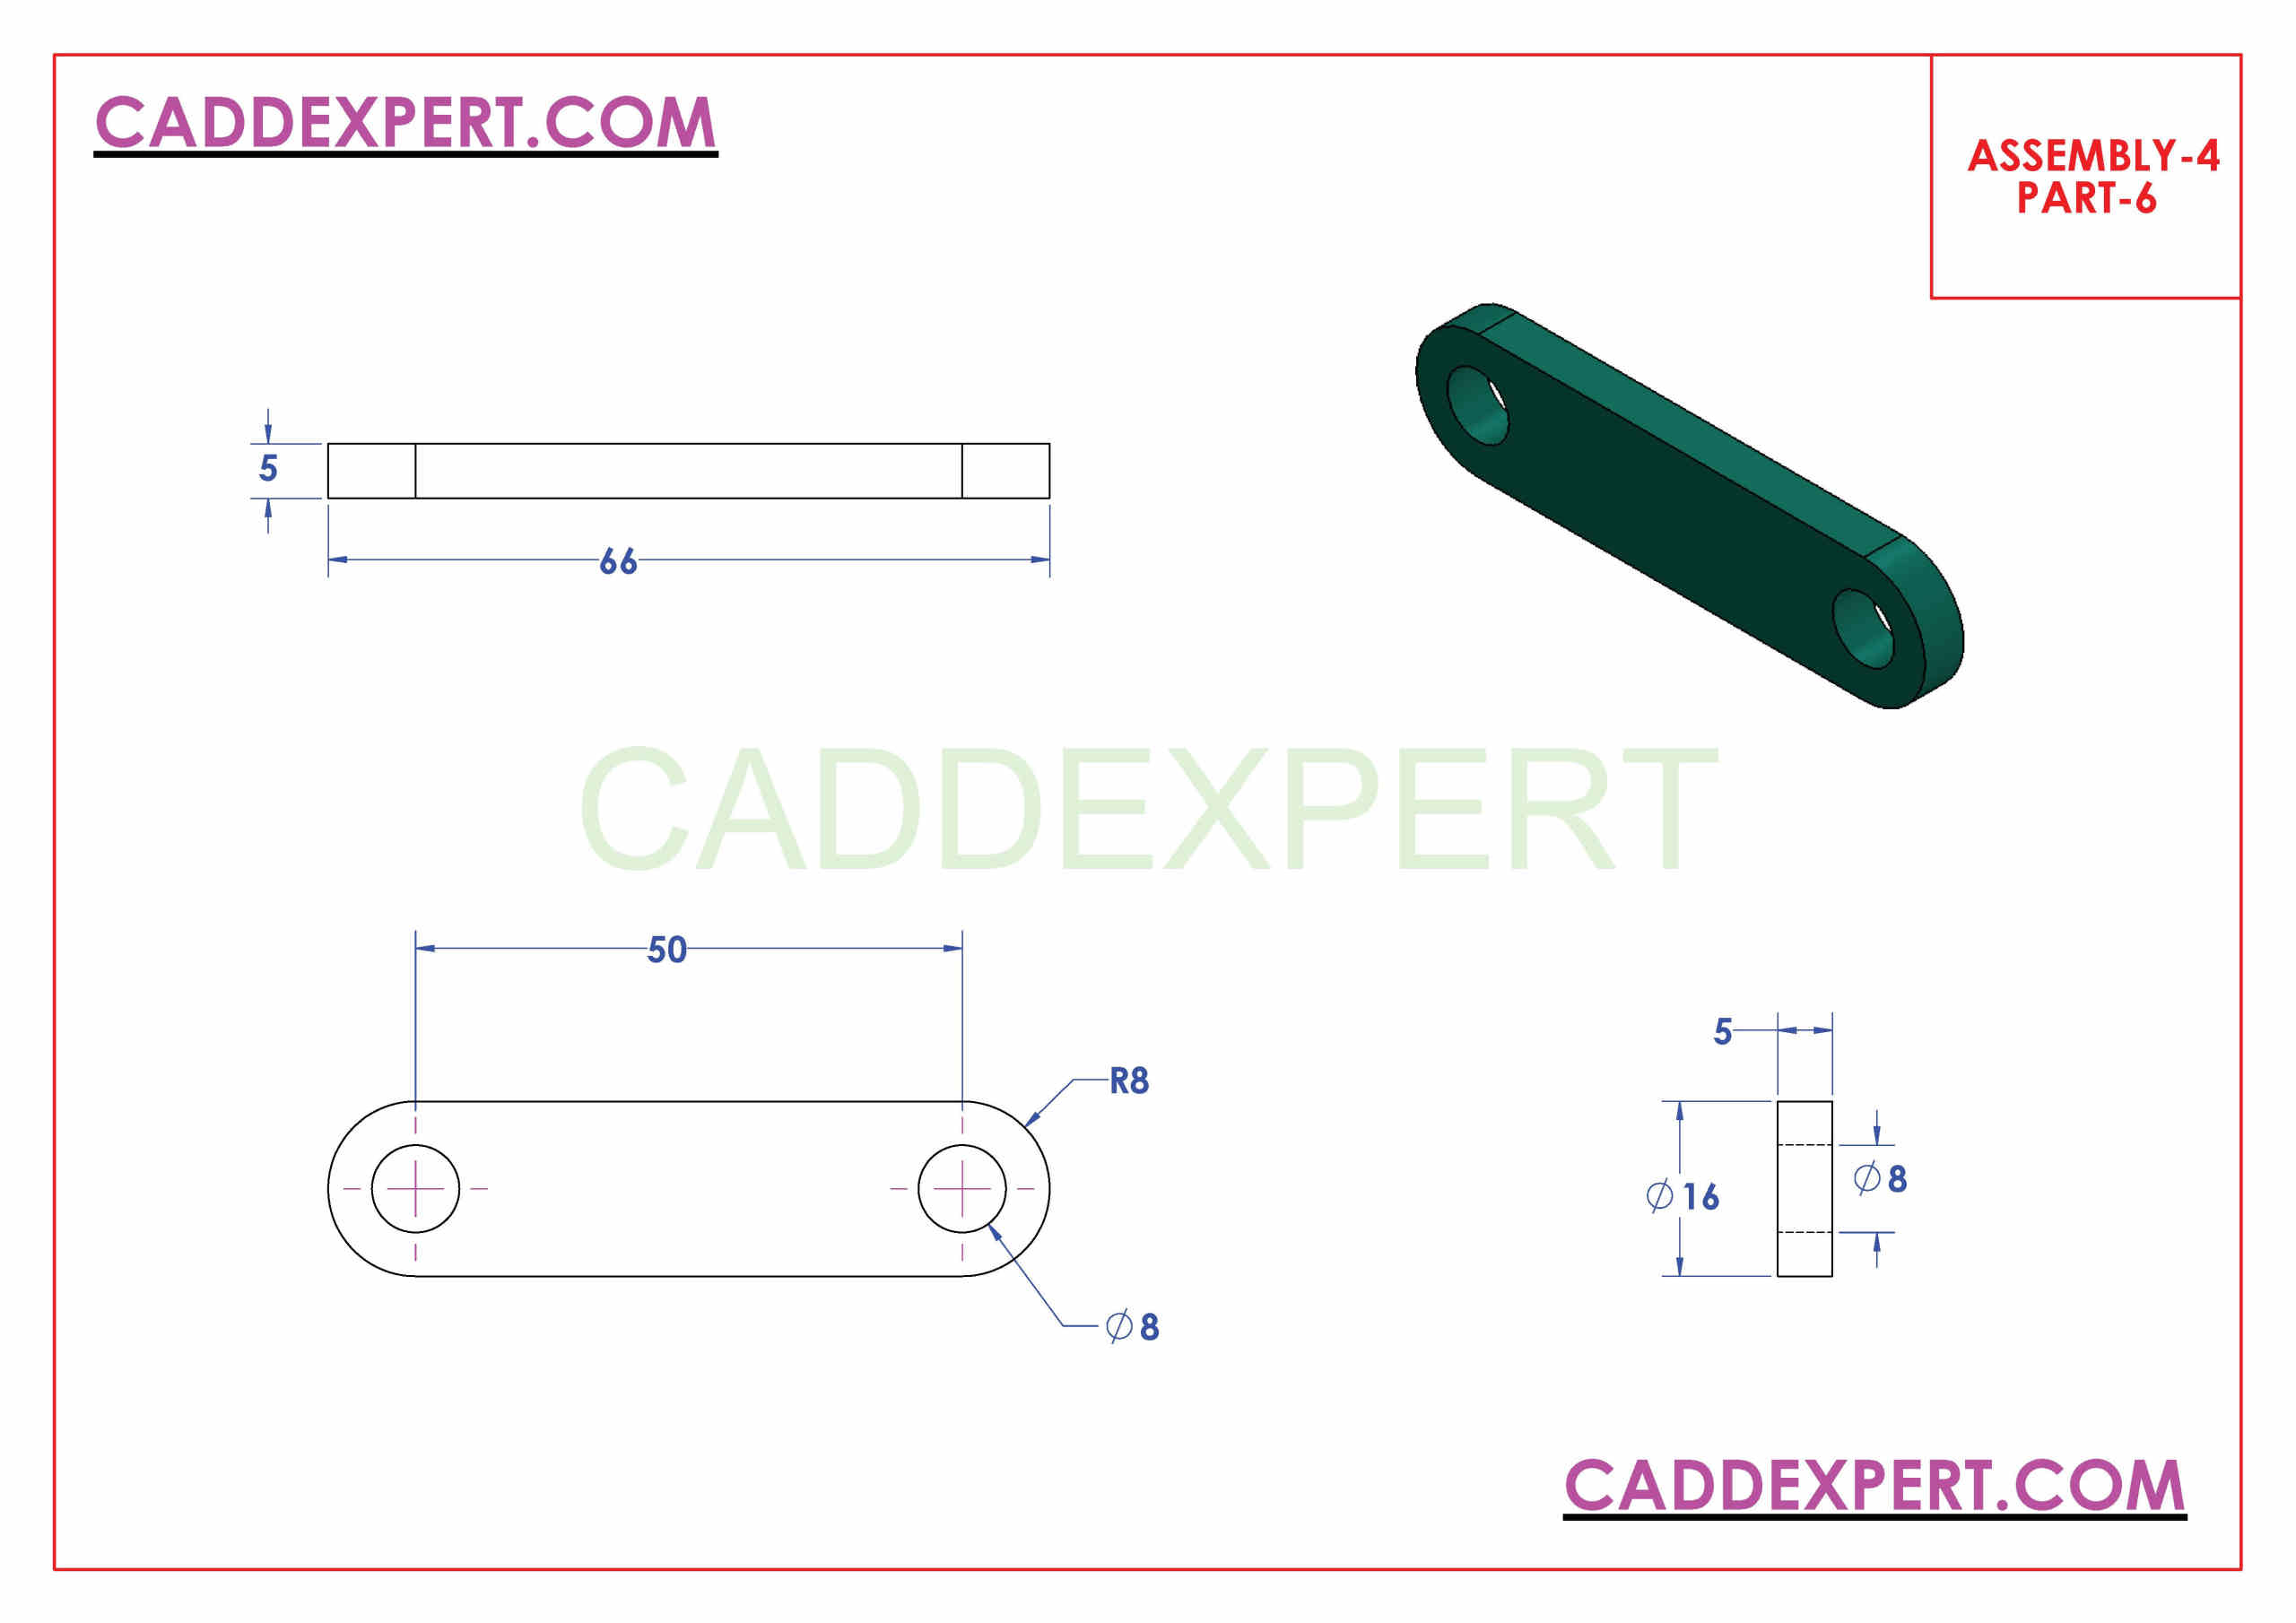 CADDEXPERT.COM
ASSEMBLY-4
PART-6
5
66
CADDEXPERT
50
R8
∅8
5
∅16
∅8
CADDEXPERT.COM